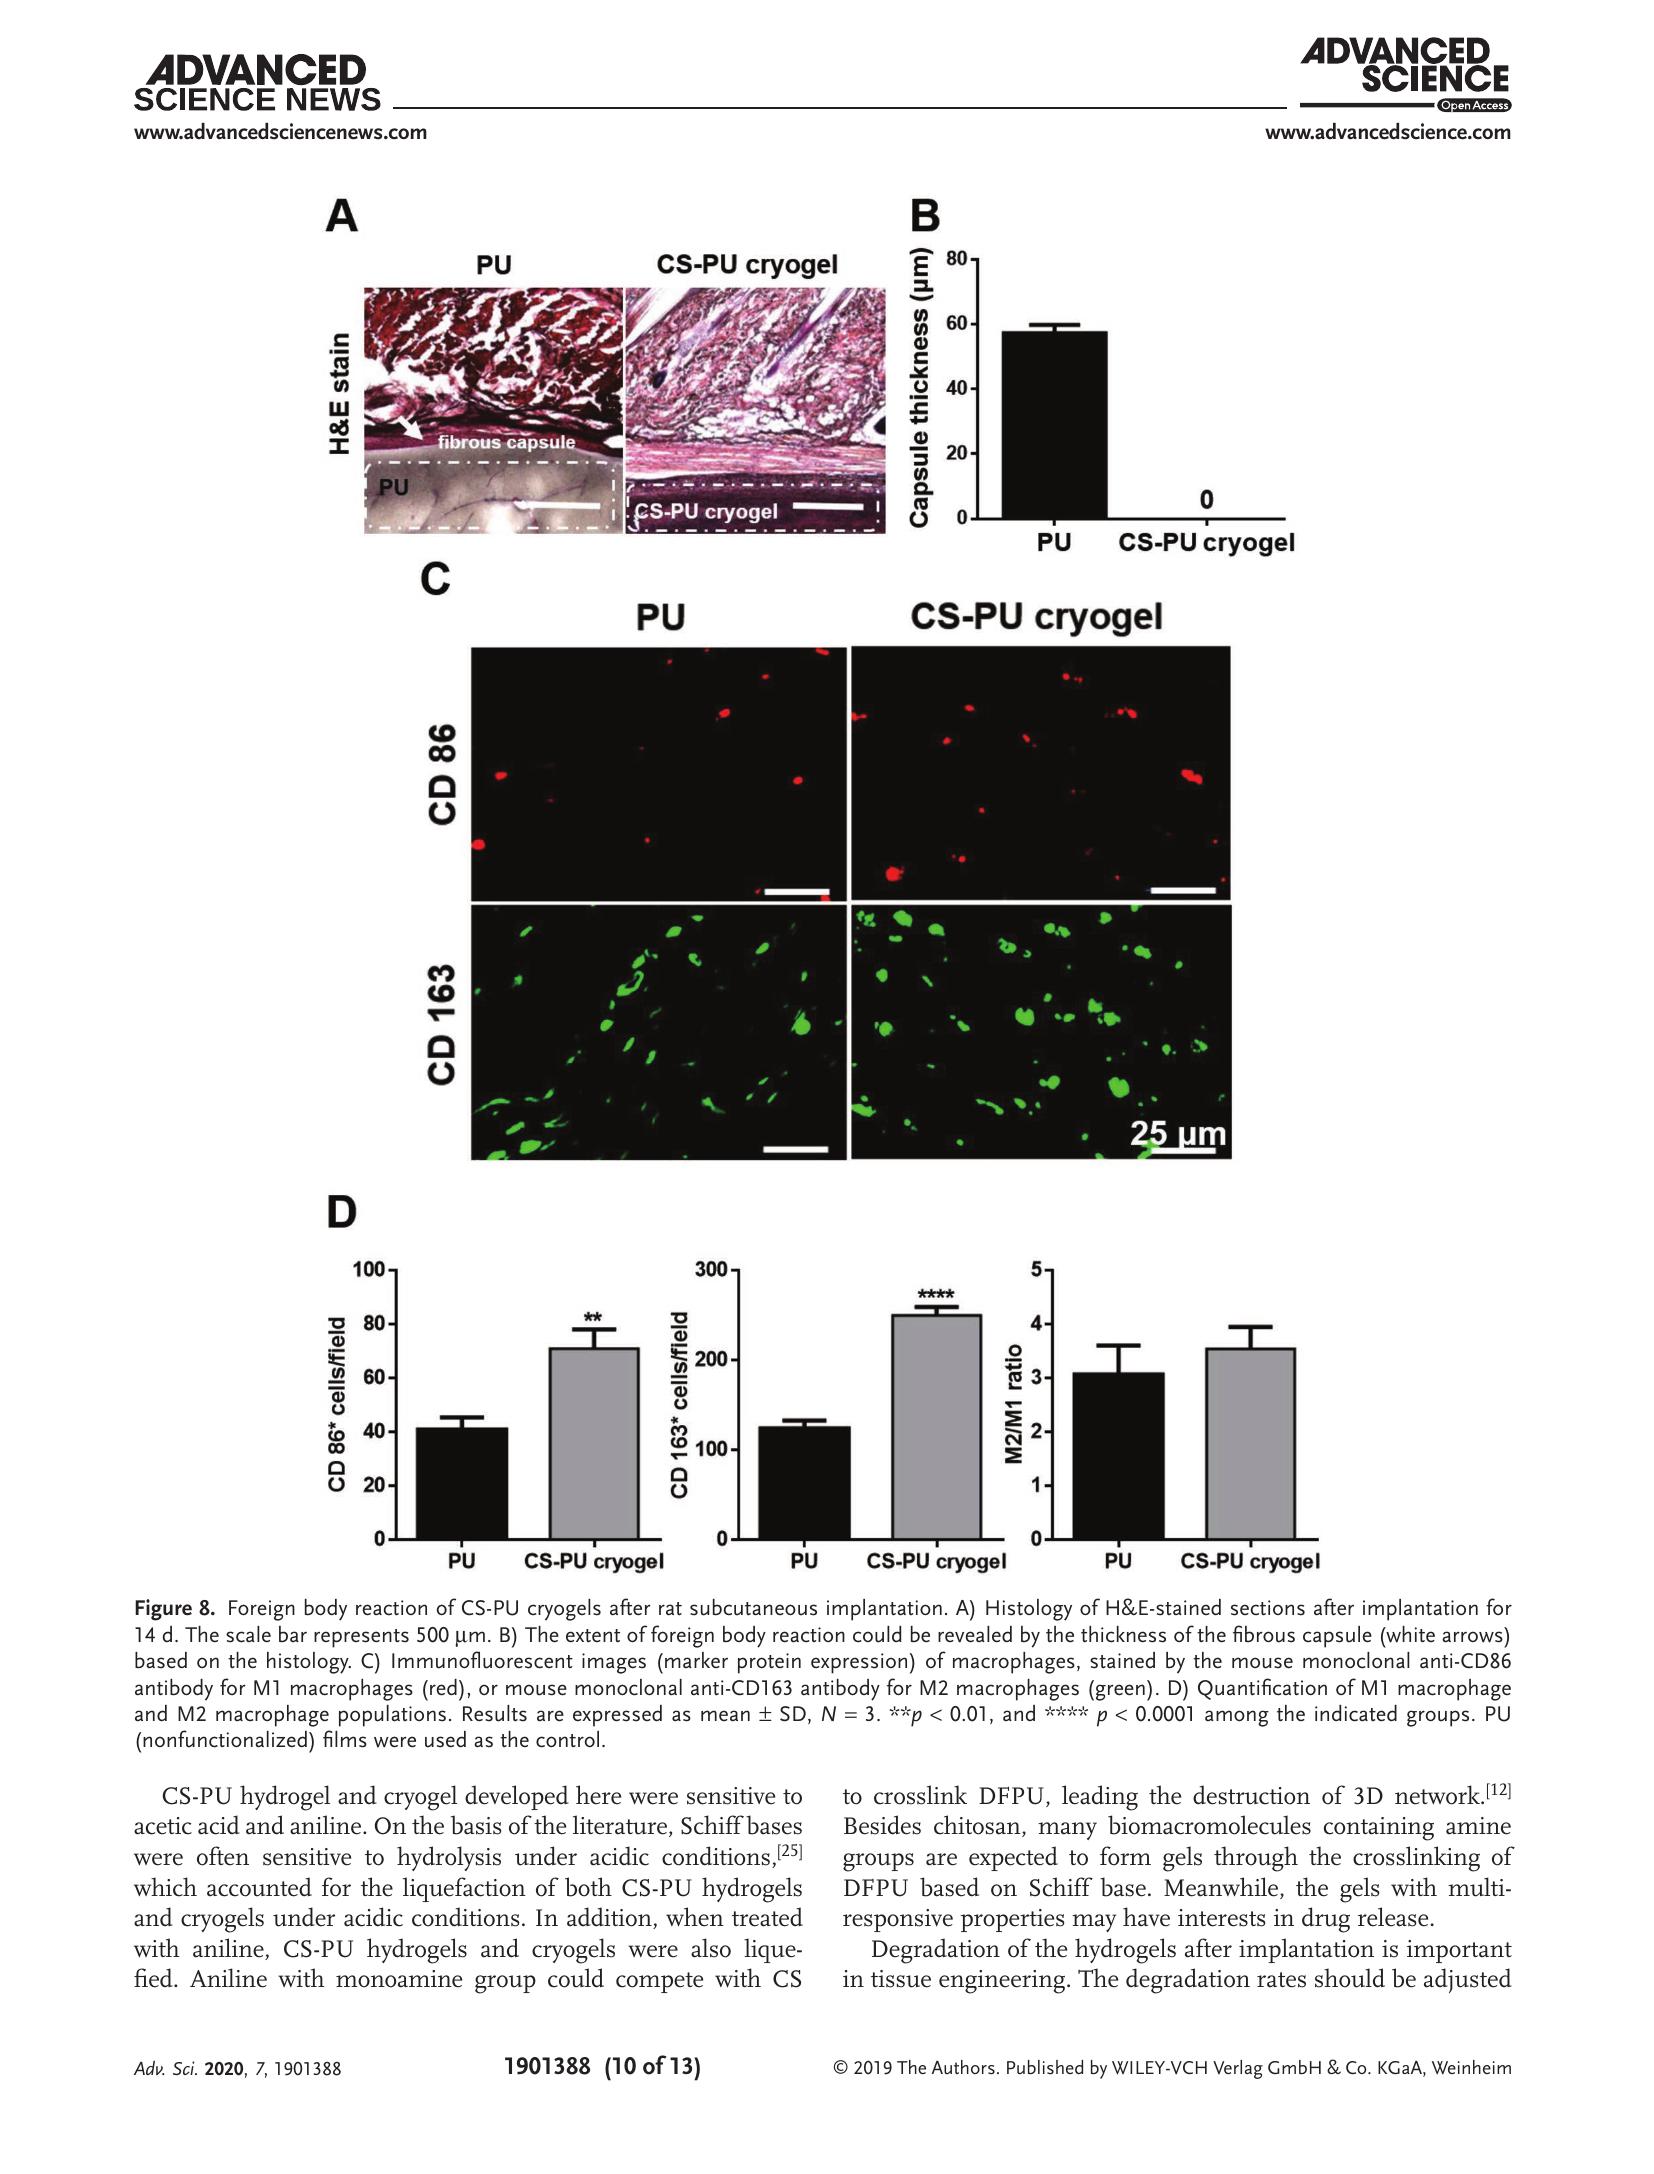 ADVANCED
SCIENCE NEWS
www.advancedsciencenews.com
ADVANCED
SCIENCE
Open Access
www.advancedscience.com
A
PU
CS-PU cryogel
H&E stain
fibrous capsule
PU
CS-PU cryogel
B
Capsule thickness (μm)
80
60
40
20
0
0
PU
CS-PU cryogel
C
PU
CS-PU cryogel
CD 86
CD 163
25 μm
D
CD 86* cells/field
100
80
60
40
20
0
**
PU
CS-PU cryogel
CD 163* cells/field
300
200
100
0
****
PU
CS-PU cryogel
M2/M1 ratio
5
4
3
2
1
0
PU
CS-PU cryogel
Figure 8. Foreign body reaction of CS-PU cryogels after rat subcutaneous implantation. A) Histology of H&E-stained sections after implantation for
14 d. The scale bar represents 500 μm. B) The extent of foreign body reaction could be revealed by the thickness of the fibrous capsule (white arrows)
based on the histology. C) Immunofluorescent images (marker protein expression) of macrophages, stained by the mouse monoclonal anti-CD86
antibody for M1 macrophages (red), or mouse monoclonal anti-CD163 antibody for M2 macrophages (green). D) Quantification of M1 macrophage
and M2 macrophage populations. Results are expressed as mean ± SD, N = 3. **p < 0.01, and **** p < 0.0001 among the indicated groups. PU
(nonfunctionalized) films were used as the control.
CS-PU hydrogel and cryogel developed here were sensitive to
acetic acid and aniline. On the basis of the literature, Schiff bases
were often sensitive to hydrolysis under acidic conditions,[25]
which accounted for the liquefaction of both CS-PU hydrogels
and cryogels under acidic conditions. In addition, when treated
with aniline, CS-PU hydrogels and cryogels were also lique-
fied. Aniline with monoamine group could compete with CS
to crosslink DFPU, leading the destruction of 3D network.[12]
Besides chitosan, many biomacromolecules containing amine
groups are expected to form gels through the crosslinking of
DFPU based on Schiff base. Meanwhile, the gels with multi-
responsive properties may have interests in drug release.
Degradation of the hydrogels after implantation is important
in tissue engineering. The degradation rates should be adjusted
Adv. Sci. 2020, 7, 1901388
1901388 (10 of 13)
© 2019 The Authors. Published by WILEY-VCH Verlag GmbH & Co. KGaA, Weinheim